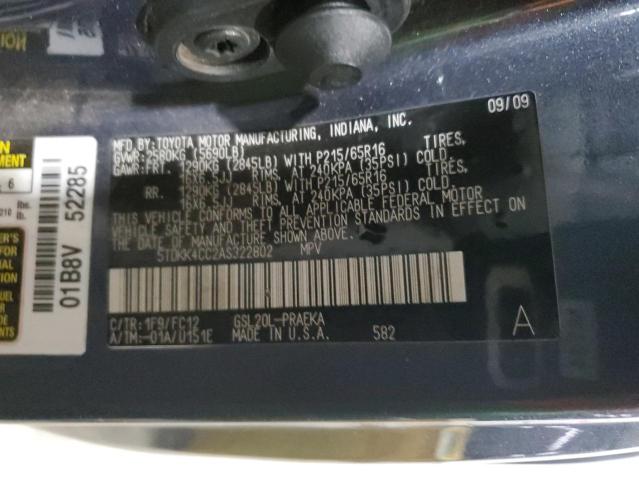 09/09
MFD.BY: TOYOTA MOTOR MANUFACTURING, INDIANA, INC.
GVWR: 2580KG (5690LB)
GAWR: FRT. 1290KG (2845LB) WITH P215/65R16 TIRES,
16X6.5JJ RIMS, AT 240KPA (35PSI) COLD.
RR. 1290KG (2845LB) WITH P215/65R16 TIRES,
16X6.5JJ RIMS, AT 240KPA (35PSI) COLD.
THIS VEHICLE CONFORMS TO ALL APPLICABLE FEDERAL MOTOR
VEHICLE SAFETY AND THEFT PREVENTION STANDARDS IN EFFECT ON
THE DATE OF MANUFACTURE SHOWN ABOVE.
5TDKK4CC2AS322802 MPV
C/TR: 1F9/FC12 GSL20L-PRAEKA
A/TM: -01A/U151E MADE IN U.S.A. 582
A
01B8V 52285
6
lbs.